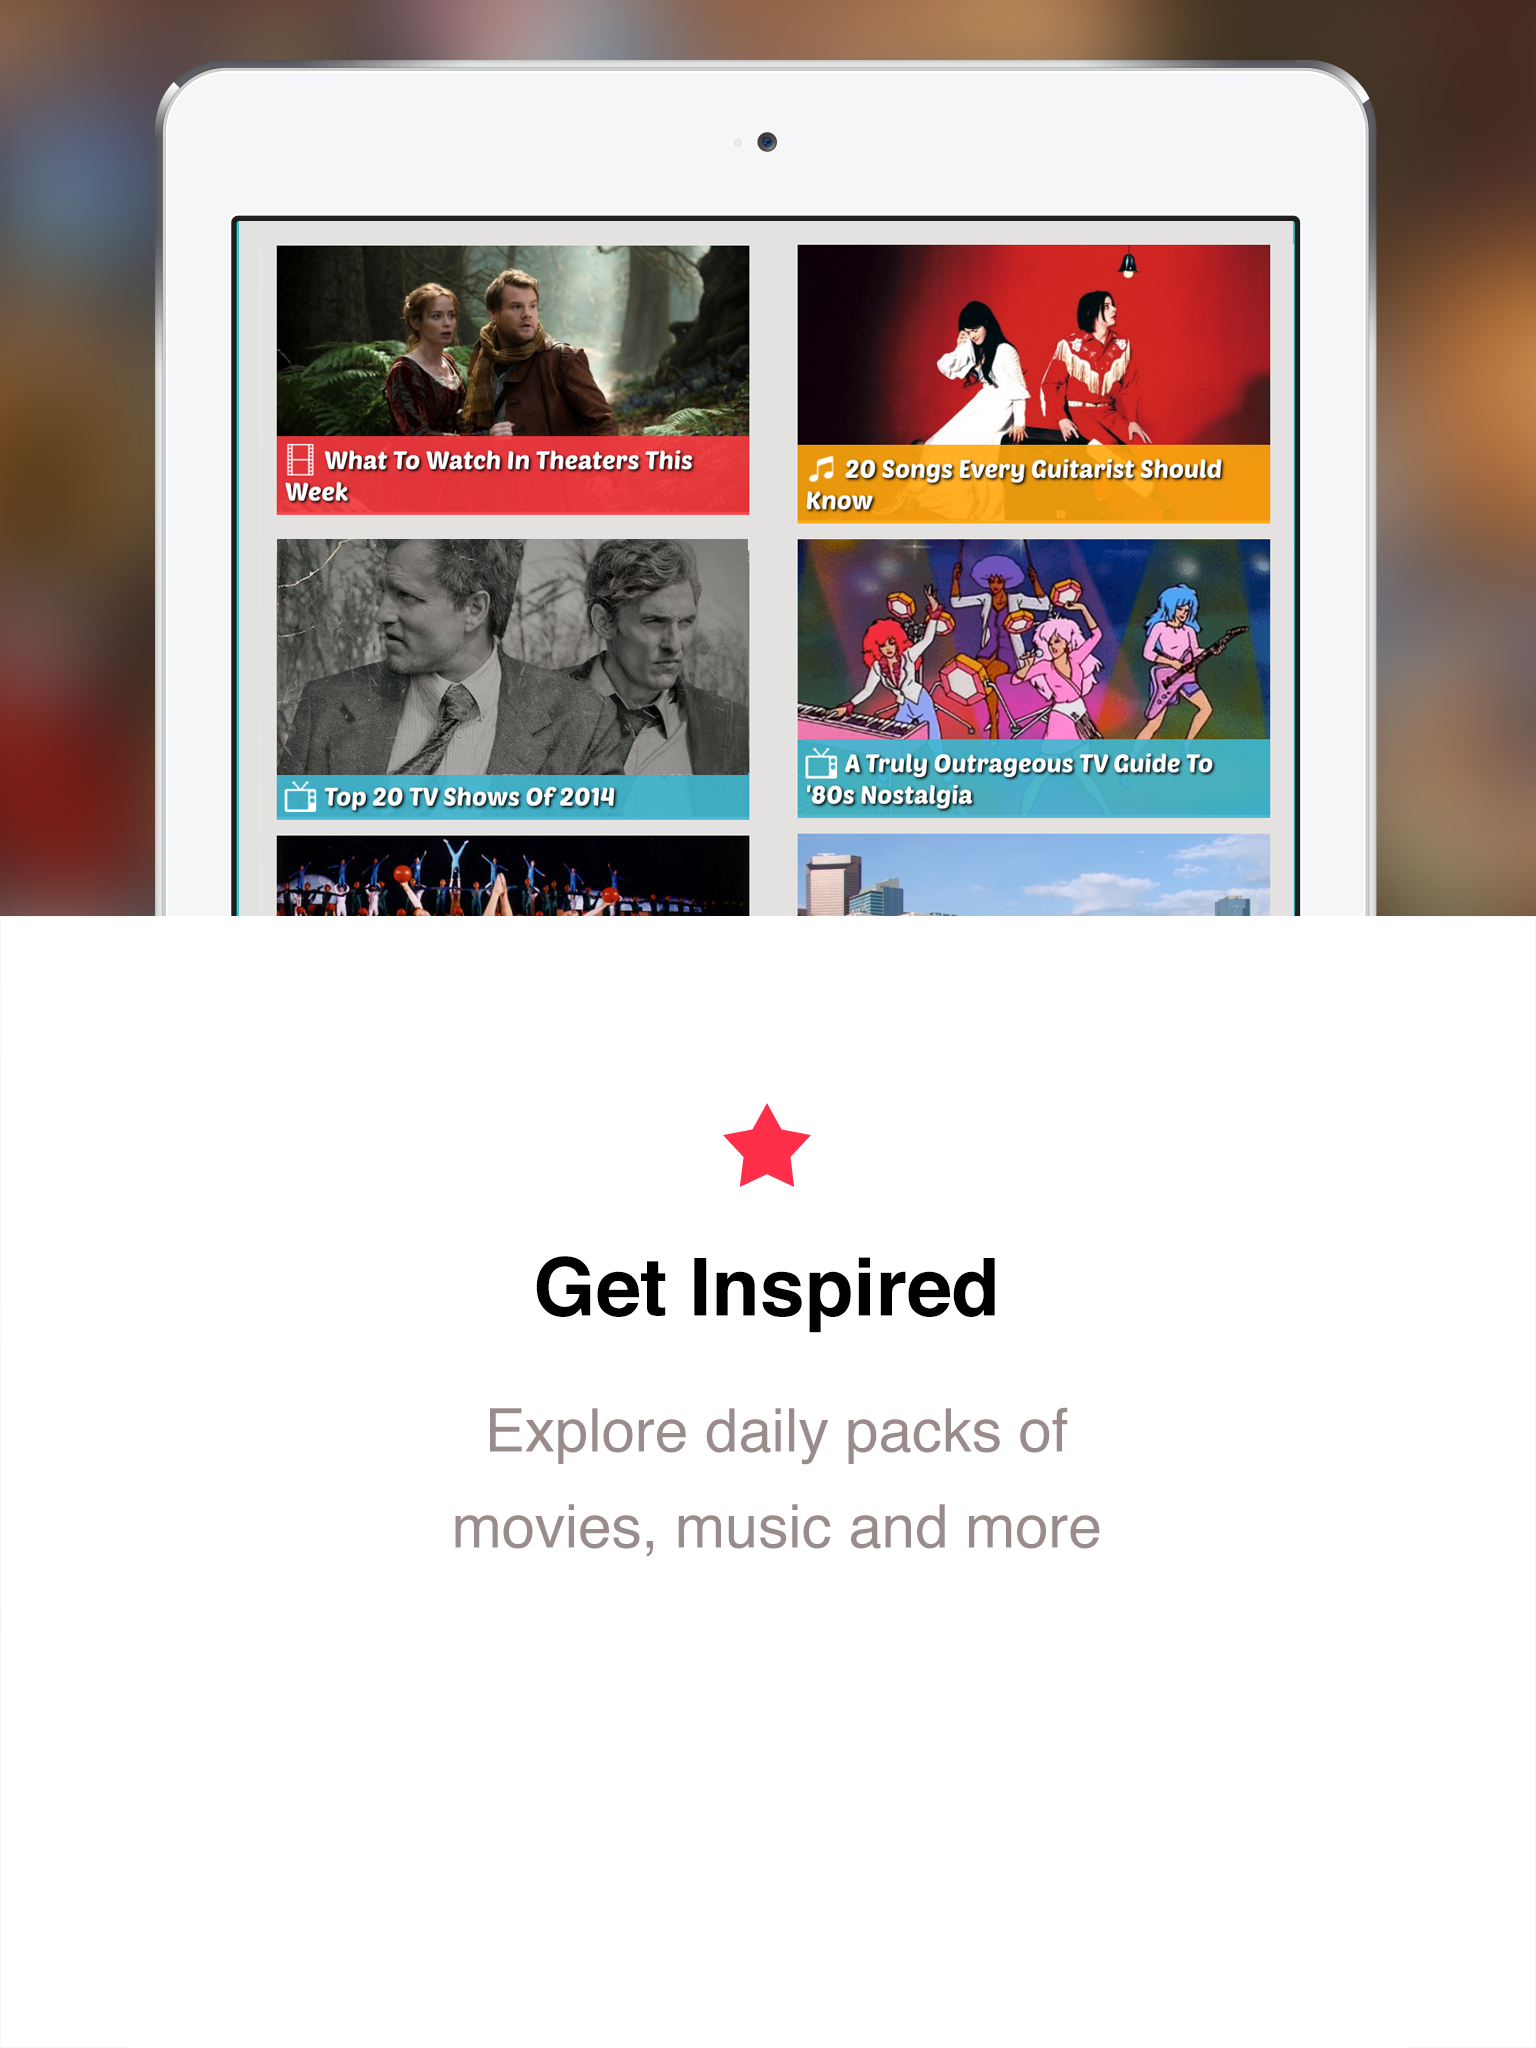 What To Watch In Theaters This
Week
20 Songs Every Guitarist Should
Know
Top 20 TV Shows Of 2014
A Truly Outrageous TV Guide To
'80s Nostalgia
Get Inspired
Explore daily packs of
movies, music and more